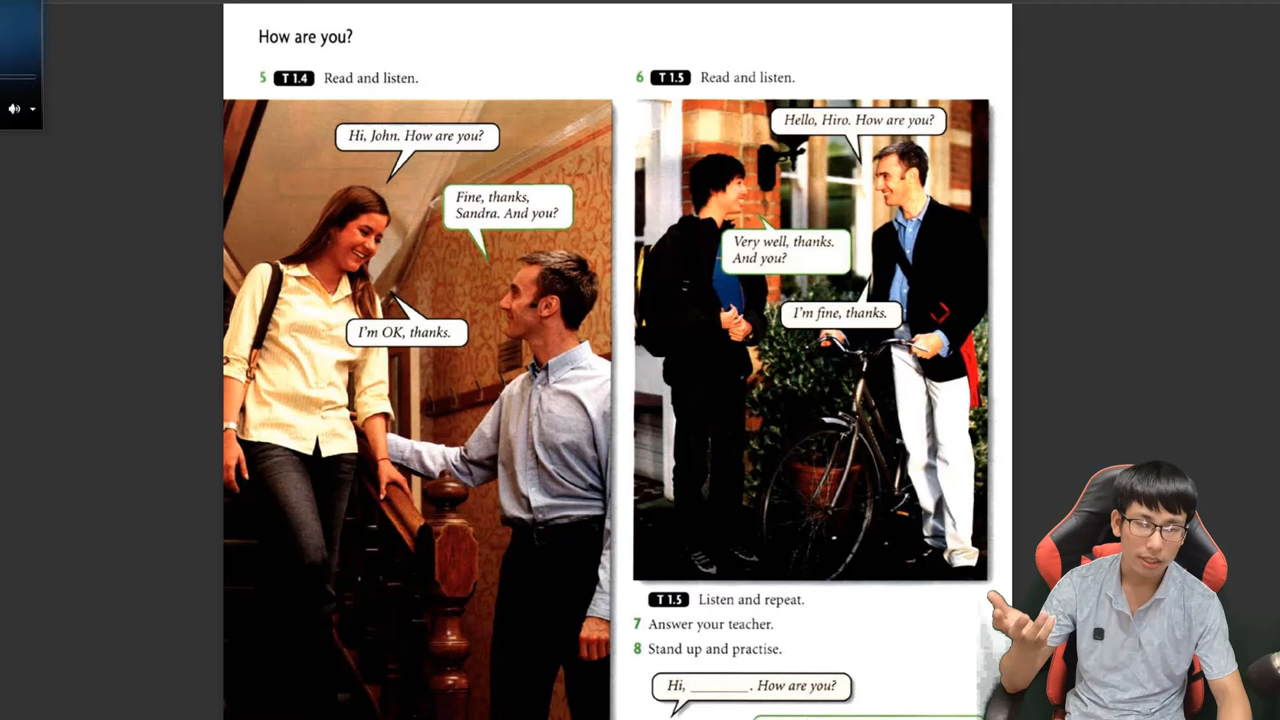 How are you?
5 T 1.4 Read and listen.
Hi, John. How are you?
Fine, thanks,
Sandra. And you?
I'm OK, thanks.
6 T 1.5 Read and listen.
Hello, Hiro. How are you?
Very well, thanks.
And you?
I'm fine, thanks.
T 1.5 Listen and repeat.
7 Answer your teacher.
8 Stand up and practise.
Hi, ________. How are you?